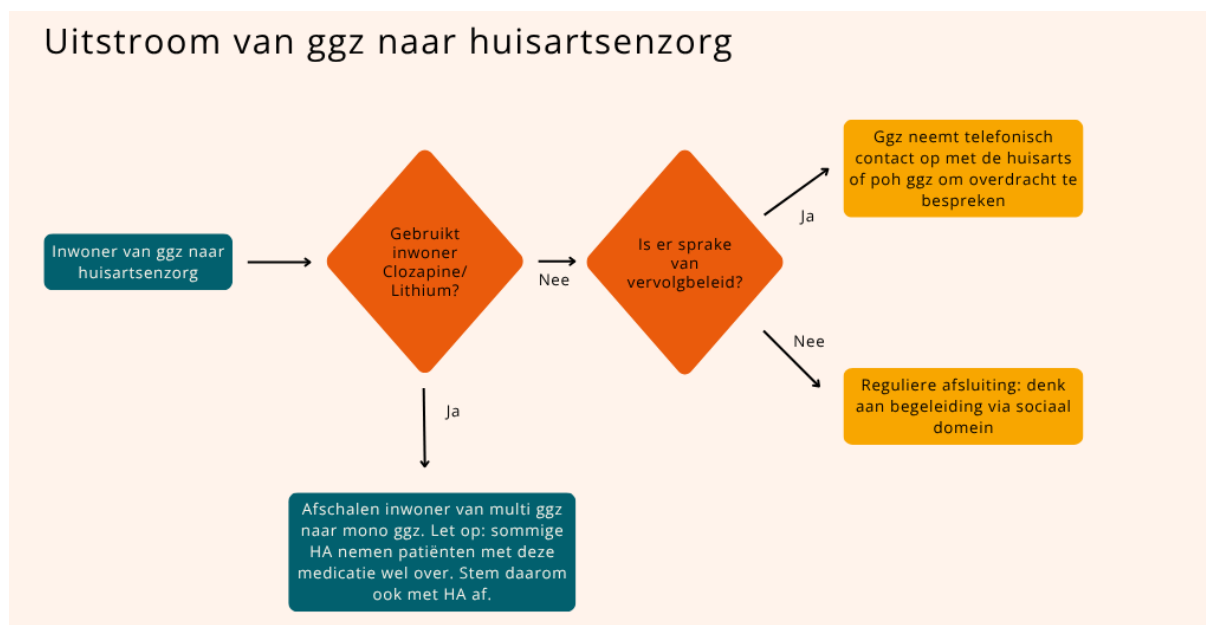 Uitstroom van ggz naar huisartsenzorg
Inwoner van ggz naar
huisartsenzorg
Gebruikt
inwoner
Clozapine/
Lithium?
Nee
Is er sprake
van
vervolgbeleid?
Ja
Ggz neemt telefonisch
contact op met de huisarts
of poh ggz om overdracht te
bespreken
Nee
Reguliere afsluiting: denk
aan begeleiding via sociaal
domein
Ja
Afschalen inwoner van multi ggz
naar mono ggz. Let op: sommige
HA nemen patiënten met deze
medicatie wel over. Stem daarom
ook met HA af.